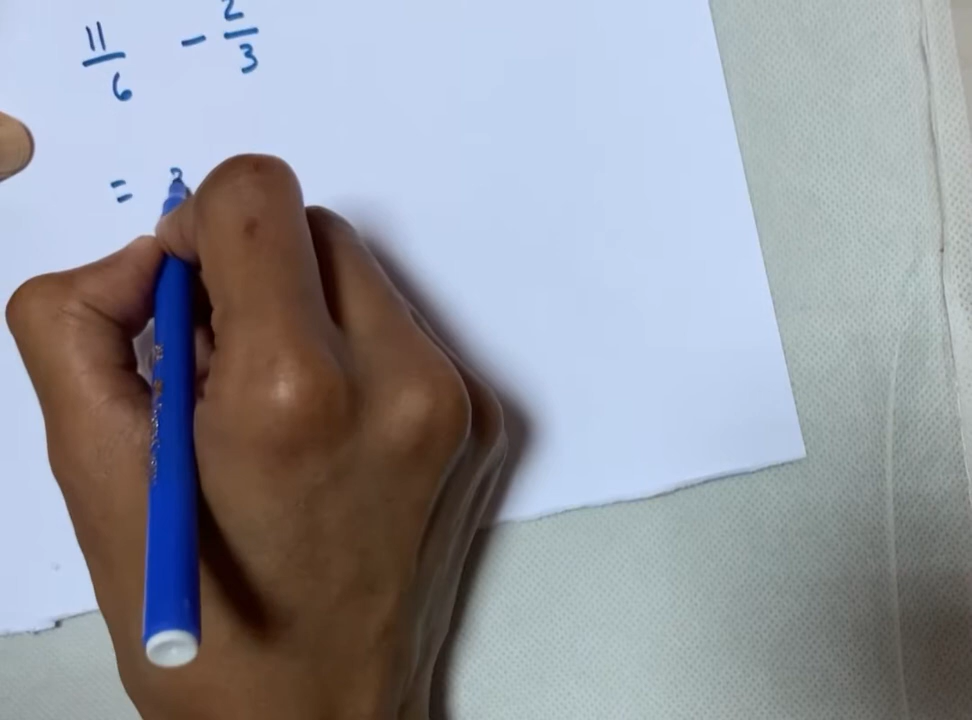 11/6 - 2/3
=